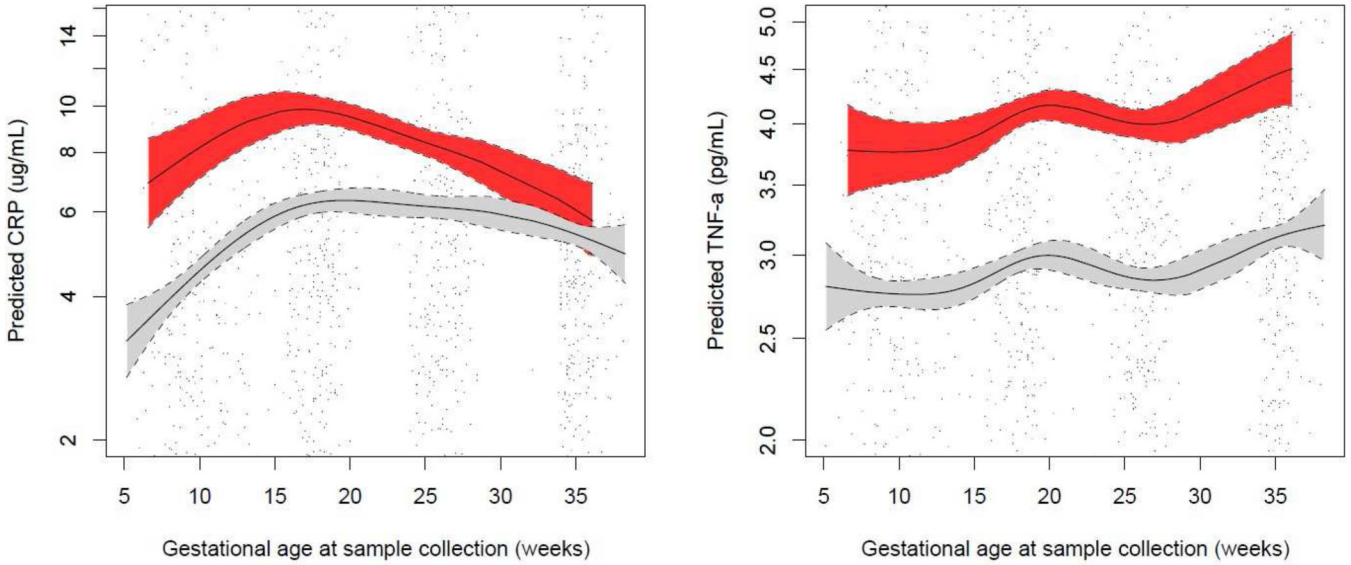 Predicted CRP (ug/mL)
14
10
8
6
4
2
5 10 15 20 25 30 35
Gestational age at sample collection (weeks)
Predicted TNF-a (pg/mL)
5.0
4.5
4.0
3.5
3.0
2.5
2.0
5 10 15 20 25 30 35
Gestational age at sample collection (weeks)